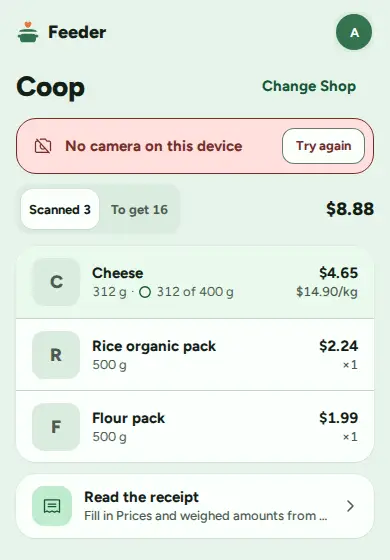 Feeder
A
Coop
Change Shop
No camera on this device
Try again
Scanned 3
To get 16
$8.88
C
Cheese
$4.65
312 g · 312 of 400 g
$14.90/kg
R
Rice organic pack
$2.24
500 g
×1
F
Flour pack
$1.99
500 g
×1
Read the receipt
Fill in Prices and weighed amounts from ...